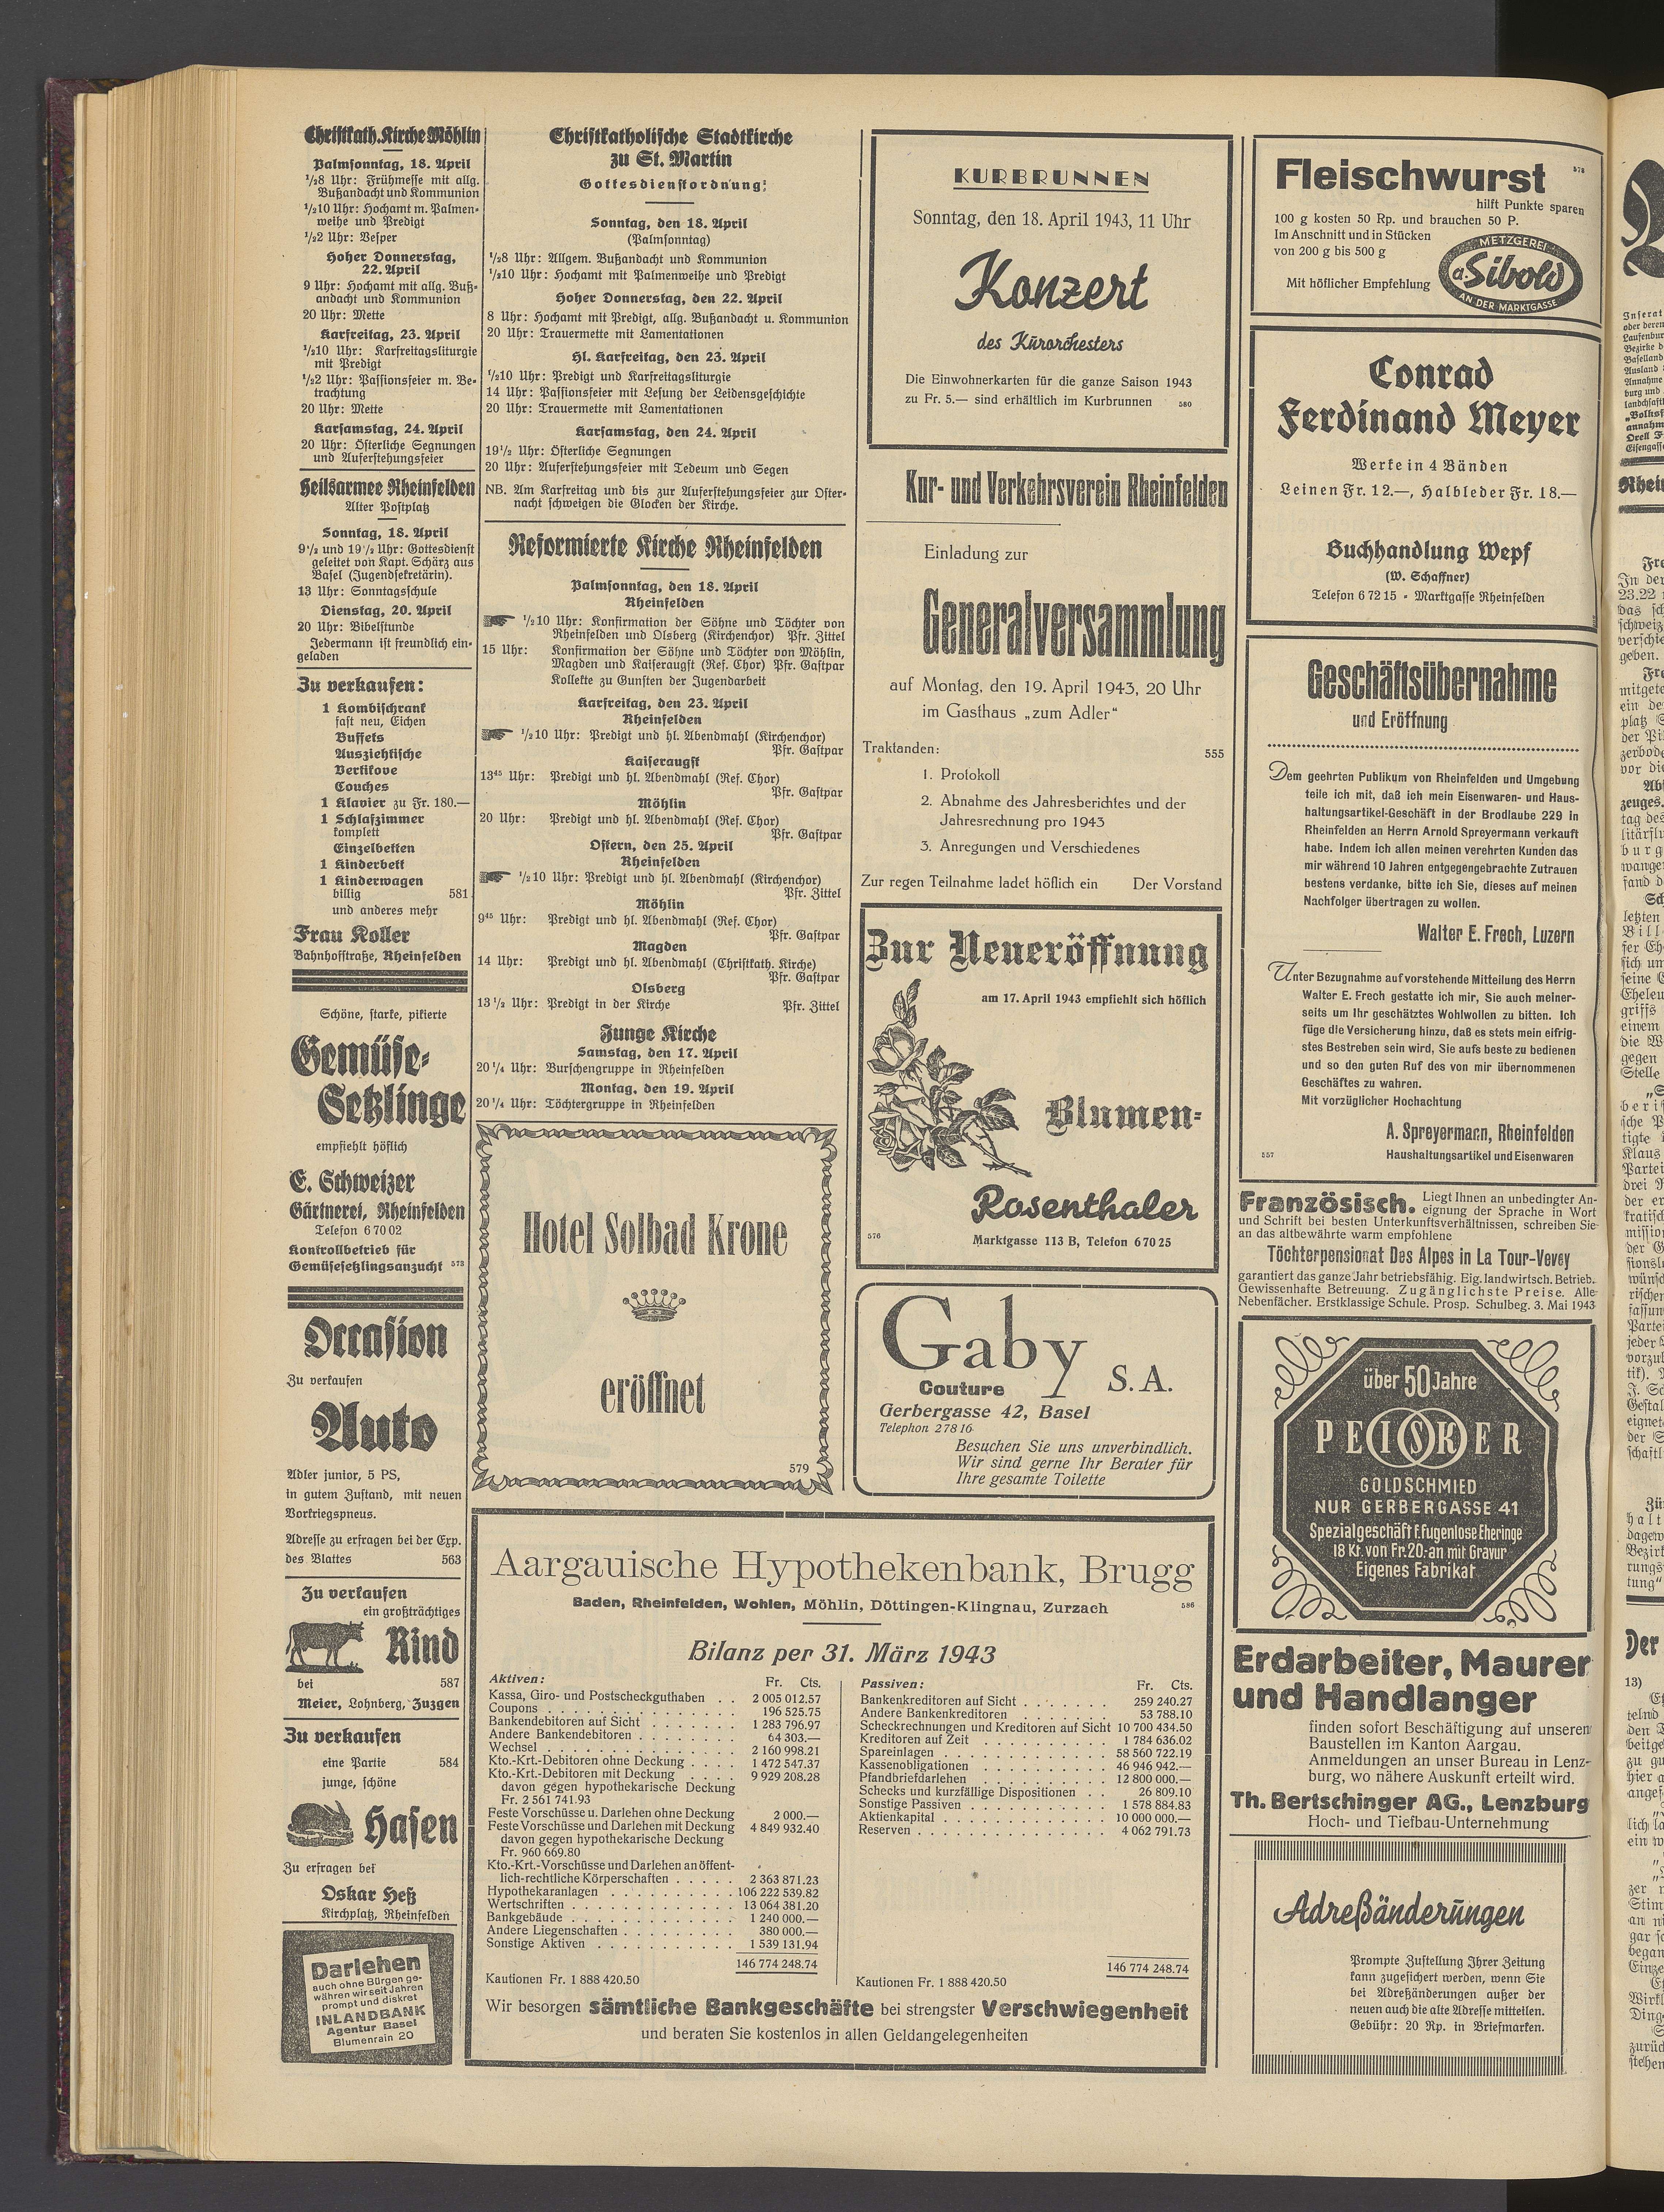 Christkath. Kirche Möhlin
Palmsonntag, 18. April
½8 Uhr: Frühmesse mit allg.
Bußandacht und Kommunion
½10 Uhr: Hochamt m. Palmen-
weihe und Predigt
½2 Uhr: Vesper
Hoher Donnerstag,
22. April
9 Uhr: Hochamt mit allg. Buß-
andacht und Kommunion
20 Uhr: Mette
Karfreitag, 23. April
½10 Uhr: Karfreitagsliturgie
mit Predigt
½2 Uhr: Passionsfeier m. Be-
trachtung
20 Uhr: Mette
Karsamstag, 24. April
20 Uhr: Österliche Segnungen
und Auferstehungsfeier
Heilsarmee Rheinfelden
Alter Postplatz
Sonntag, 18. April
9½ und 19½ Uhr: Gottesdienst
geleitet von Kapt. Schärz aus
Basel (Jugendsekretärin).
13 Uhr: Sonntagsschule
Dienstag, 20. April
20 Uhr: Bibelstunde
Jedermann ist freundlich ein-
geladen
Zu verkaufen:
1 Kombischrank
fast neu, Eichen
Buffets
Ausziehtische
Vertikove
Couches
1 Klavier zu Fr. 180.—
1 Schlafzimmer
komplett
Einzelbetten
1 Kinderbett
1 Kinderwagen
billig 581
und anderes mehr
Frau Koller
Bahnhofstraße, Rheinfelden
Schöne, starke, pikierte
Gemüse-
Setzlinge
empfiehlt höflich
E. Schweizer
Gärtnerei, Rheinfelden
Telefon 6 70 02
Kontrollbetrieb für
Gemüsesetzlingsanzucht 573
Occasion
Zu verkaufen
Auto
Adler junior, 5 PS,
in gutem Zustand, mit neuen
Vorkriegspneus.
Adresse zu erfragen bei der Exp.
des Blattes 563
Zu verkaufen
ein großträchtiges
Rind
bei 587
Meier, Lohnberg, Zuzgen
Zu verkaufen
eine Partie 584
junge, schöne
Hasen
Zu erfragen bei
Oskar Heß
Kirchplatz, Rheinfelden
Darlehen
auch ohne Bürgen ge-
währen wir seit Jahren
prompt und diskret
INLANDBANK
Agentur Basel
Blumenrain 20
Christkatholische Stadtkirche
zu St. Martin
Gottesdienstordnung:
Sonntag, den 18. April
(Palmsonntag)
½8 Uhr: Allgem. Bußandacht und Kommunion
½10 Uhr: Hochamt mit Palmenweihe und Predigt
Hoher Donnerstag, den 22. April
8 Uhr: Hochamt mit Predigt, allg. Bußandacht u. Kommunion
20 Uhr: Trauermette mit Lamentationen
Hl. Karfreitag, den 23. April
½10 Uhr: Predigt und Karfreitagsliturgie
14 Uhr: Passionsfeier mit Lesung der Leidensgeschichte
20 Uhr: Trauermette mit Lamentationen
Karsamstag, den 24. April
19½ Uhr: Österliche Segnungen
20 Uhr: Auferstehungsfeier mit Tedeum und Segen
NB. Am Karfreitag und bis zur Auferstehungsfeier zur Oster-
nacht schweigen die Glocken der Kirche.
Reformierte Kirche Rheinfelden
Palmsonntag, den 18. April
Rheinfelden
½10 Uhr: Konfirmation der Söhne und Töchter von
Rheinfelden und Olsberg (Kirchenchor) Pfr. Zittel
15 Uhr: Konfirmation der Söhne und Töchter von Möhlin,
Magden und Kaiseraugst (Ref. Chor) Pfr. Gastpar
Kollekte zu Gunsten der Jugendarbeit
Karfreitag, den 23. April
Rheinfelden
½10 Uhr: Predigt und hl. Abendmahl (Kirchenchor)
Pfr. Gastpar
Kaiseraugst
13⁴⁵ Uhr: Predigt und hl. Abendmahl (Ref. Chor)
Pfr. Gastpar
Möhlin
20 Uhr: Predigt und hl. Abendmahl (Ref. Chor)
Pfr. Gastpar
Ostern, den 25. April
Rheinfelden
½10 Uhr: Predigt und hl. Abendmahl (Kirchenchor)
Pfr. Zittel
Möhlin
9⁴⁵ Uhr: Predigt und hl. Abendmahl (Ref. Chor)
Pfr. Gastpar
Magden
14 Uhr: Predigt und hl. Abendmahl (Christkath. Kirche)
Pfr. Gastpar
Olsberg
13½ Uhr: Predigt in der Kirche Pfr. Zittel
Junge Kirche
Samstag, den 17. April
20¼ Uhr: Burschengruppe in Rheinfelden
Montag, den 19. April
20¼ Uhr: Töchtergruppe in Rheinfelden
Hotel Solbad Krone
eröffnet
579
KURBRUNNEN
Sonntag, den 18. April 1943, 11 Uhr
Konzert
des Kurorchesters
Die Einwohnerkarten für die ganze Saison 1943
zu Fr. 5.— sind erhältlich im Kurbrunnen 580
Kur- und Verkehrsverein Rheinfelden
Einladung zur
Generalversammlung
auf Montag, den 19. April 1943, 20 Uhr
im Gasthaus „zum Adler“
Traktanden: 555
1. Protokoll
2. Abnahme des Jahresberichtes und der
Jahresrechnung pro 1943
3. Anregungen und Verschiedenes
Zur regen Teilnahme ladet höflich ein Der Vorstand
Zur Neueröffnung
am 17. April 1943 empfiehlt sich höflich
Blumen-
Rosenthaler
576 Marktgasse 113 B, Telefon 6 70 25
Gaby S.A.
Couture
Gerbergasse 42, Basel
Telephon 2 78 16
Besuchen Sie uns unverbindlich.
Wir sind gerne Ihr Berater für
Ihre gesamte Toilette
Aargauische Hypothekenbank, Brugg
Baden, Rheinfelden, Wohlen, Möhlin, Döttingen-Klingnau, Zurzach 586
Bilanz per 31. März 1943
Aktiven: Fr. Cts.
Kassa, Giro- und Postscheckguthaben . . 2 005 012.57
Coupons . . . 196 525.75
Bankendebitoren auf Sicht . . . 1 283 796.97
Andere Bankendebitoren . . . 64 303.—
Wechsel . . . 2 160 998.21
Kto.-Krt.-Debitoren ohne Deckung . . . 1 472 547.37
Kto.-Krt.-Debitoren mit Deckung . . . 9 929 208.28
davon gegen hypothekarische Deckung
Fr. 2 561 741.93
Feste Vorschüsse u. Darlehen ohne Deckung 2 000.—
Feste Vorschüsse und Darlehen mit Deckung 4 849 932.40
davon gegen hypothekarische Deckung
Fr. 960 669.80
Kto.-Krt.-Vorschüsse und Darlehen an öffent-
lich-rechtliche Körperschaften . . . 2 363 871.23
Hypothekaranlagen . . . 106 222 539.82
Wertschriften . . . 13 064 381.20
Bankgebäude . . . 1 240 000.—
Andere Liegenschaften . . . 380 000.—
Sonstige Aktiven . . . 1 539 131.94
146 774 248.74
Kautionen Fr. 1 888 420.50
Passiven: Fr. Cts.
Bankenkreditoren auf Sicht . . . 259 240.27
Andere Bankenkreditoren . . . 53 788.10
Scheckrechnungen und Kreditoren auf Sicht 10 700 434.50
Kreditoren auf Zeit . . . 1 784 636.02
Spareinlagen . . . 58 560 722.19
Kassenobligationen . . . 46 946 942.—
Pfandbriefdarlehen . . . 12 800 000.—
Schecks und kurzfällige Dispositionen . . 26 809.10
Sonstige Passiven . . . 1 578 884.83
Aktienkapital . . . 10 000 000.—
Reserven . . . 4 062 791.73
146 774 248.74
Kautionen Fr. 1 888 420.50
Wir besorgen sämtliche Bankgeschäfte bei strengster Verschwiegenheit
und beraten Sie kostenlos in allen Geldangelegenheiten
Fleischwurst 578
hilft Punkte sparen
100 g kosten 50 Rp. und brauchen 50 P.
Im Anschnitt und in Stücken
von 200 g bis 500 g
Mit höflicher Empfehlung
METZGEREI
a. Sibold
AN DER MARKTGASSE
Conrad
Ferdinand Meyer
Werke in 4 Bänden
Leinen Fr. 12.—, Halbleder Fr. 18.—
Buchhandlung Wepf
(W. Schaffner)
Telefon 6 72 15 - Marktgasse Rheinfelden
Geschäftsübernahme
und Eröffnung
Dem geehrten Publikum von Rheinfelden und Umgebung
teile ich mit, daß ich mein Eisenwaren- und Haus-
haltungsartikel-Geschäft in der Brodlaube 229 in
Rheinfelden an Herrn Arnold Spreyermann verkauft
habe. Indem ich allen meinen verehrten Kunden das
mir während 10 Jahren entgegengebrachte Zutrauen
bestens verdanke, bitte ich Sie, dieses auf meinen
Nachfolger übertragen zu wollen.
Walter E. Frech, Luzern
Unter Bezugnahme auf vorstehende Mitteilung des Herrn
Walter E. Frech gestatte ich mir, Sie auch meiner-
seits um Ihr geschätztes Wohlwollen zu bitten. Ich
füge die Versicherung hinzu, daß es stets mein eifrig-
stes Bestreben sein wird, Sie aufs beste zu bedienen
und so den guten Ruf des von mir übernommenen
Geschäftes zu wahren.
Mit vorzüglicher Hochachtung
A. Spreyermann, Rheinfelden
557 Haushaltungsartikel und Eisenwaren
Französisch. Liegt Ihnen an unbedingter An-
eignung der Sprache in Wort
und Schrift bei besten Unterkunftsverhältnissen, schreiben Sie
an das altbewährte warm empfohlene
Töchterpensionat Des Alpes in La Tour-Vevey
garantiert das ganze Jahr betriebsfähig. Eig. landwirtsch. Betrieb.
Gewissenhafte Betreuung. Zugänglichste Preise. Alle
Nebenfächer. Erstklassige Schule. Prosp. Schulbeg. 3. Mai 1943
über 50 Jahre
PEISKER
GOLDSCHMIED
NUR GERBERGASSE 41
Spezialgeschäft f. fugenlose Eheringe
18 Kt. von Fr. 20.- an mit Gravur
Eigenes Fabrikat
Erdarbeiter, Maurer
und Handlanger
finden sofort Beschäftigung auf unseren
Baustellen im Kanton Aargau.
Anmeldungen an unser Bureau in Lenz-
burg, wo nähere Auskunft erteilt wird.
Th. Bertschinger AG., Lenzburg
Hoch- und Tiefbau-Unternehmung
Adreßänderungen
Prompte Zustellung Ihrer Zeitung
kann zugesichert werden, wenn Sie
bei Adreßänderungen außer der
neuen auch die alte Adresse mitteilen.
Gebühr: 20 Rp. in Briefmarken.